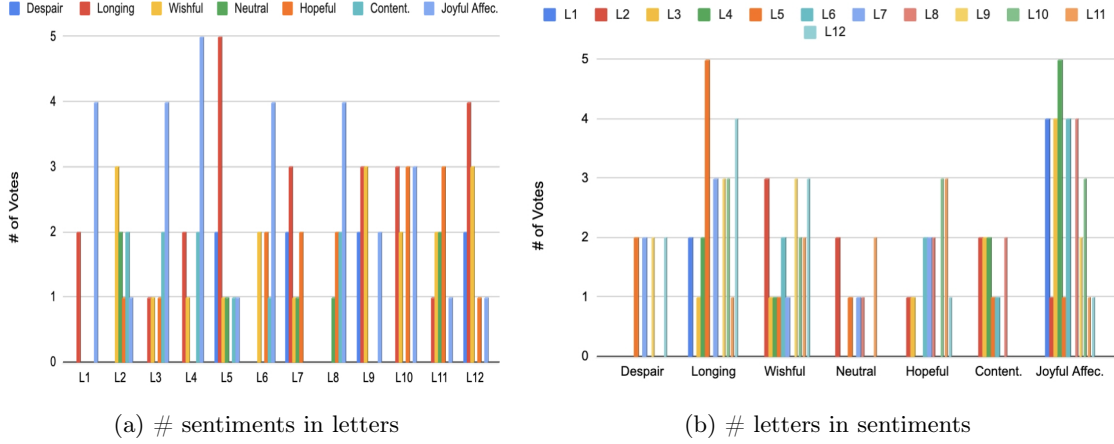 Despair Longing Wishful Neutral Hopeful Content. Joyful Affec.
5
4
3
2
1
0
# of Votes
L1 L2 L3 L4 L5 L6 L7 L8 L9 L10 L11 L12
(a) # sentiments in letters
L1 L2 L3 L4 L5 L6 L7 L8 L9 L10 L11
L12
5
4
3
2
1
0
# of Votes
Despair Longing Wishful Neutral Hopeful Content. Joyful Affec.
(b) # letters in sentiments